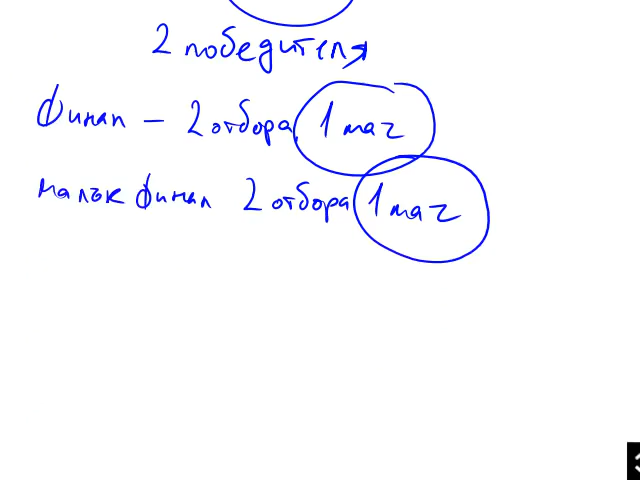 2 победителя
Финал – 2 отбора 1 мач
малък финал 2 отбора 1 мач